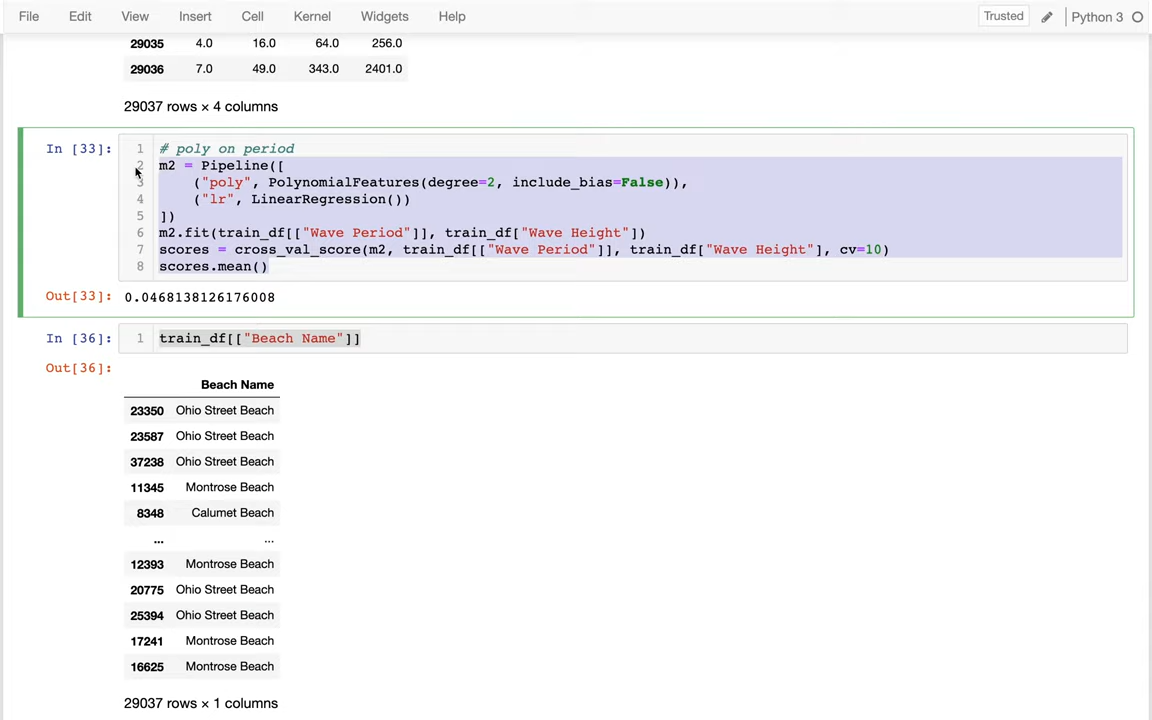 File Edit View Insert Cell Kernel Widgets Help Trusted Python 3
29035 4.0 16.0 64.0 256.0
29036 7.0 49.0 343.0 2401.0
29037 rows × 4 columns
In [33]: 1 # poly on period
2 m2 = Pipeline([
3 ("poly", PolynomialFeatures(degree=2, include_bias=False)),
4 ("lr", LinearRegression())
5 ])
6 m2.fit(train_df[["Wave Period"]], train_df["Wave Height"])
7 scores = cross_val_score(m2, train_df[["Wave Period"]], train_df["Wave Height"], cv=10)
8 scores.mean()
Out[33]: 0.0468138126176008
In [36]: 1 train_df[["Beach Name"]]
Out[36]:
Beach Name
23350 Ohio Street Beach
23587 Ohio Street Beach
37238 Ohio Street Beach
11345 Montrose Beach
8348 Calumet Beach
... ...
12393 Montrose Beach
20775 Ohio Street Beach
25394 Ohio Street Beach
17241 Montrose Beach
16625 Montrose Beach
29037 rows × 1 columns